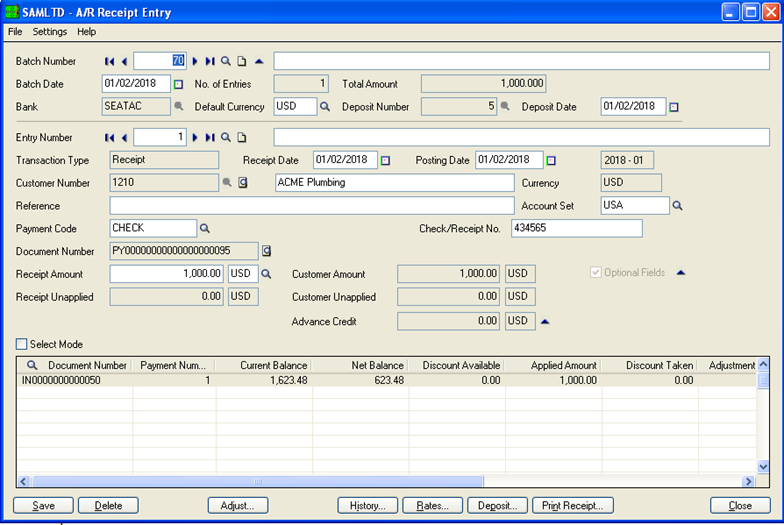 SAMLTD - A/R Receipt Entry
File Settings Help
Batch Number 70
Batch Date 01/02/2018 No. of Entries 1 Total Amount 1,000.000
Bank SEATAC Default Currency USD Deposit Number 5 Deposit Date 01/02/2018
Entry Number 1
Transaction Type Receipt Receipt Date 01/02/2018 Posting Date 01/02/2018 2018 - 01
Customer Number 1210 ACME Plumbing Currency USD
Reference Account Set USA
Payment Code CHECK Check/Receipt No. 434565
Document Number PY00000000000000000095
Receipt Amount 1,000.00 USD Customer Amount 1,000.00 USD Optional Fields
Receipt Unapplied 0.00 USD Customer Unapplied 0.00 USD
Advance Credit 0.00 USD
Select Mode
Document Number Payment Num... Current Balance Net Balance Discount Available Applied Amount Discount Taken Adjustment
IN0000000000050 1 1,623.48 623.48 0.00 1,000.00 0.00
Save Delete Adjust... History... Rates... Deposit... Print Receipt... Close